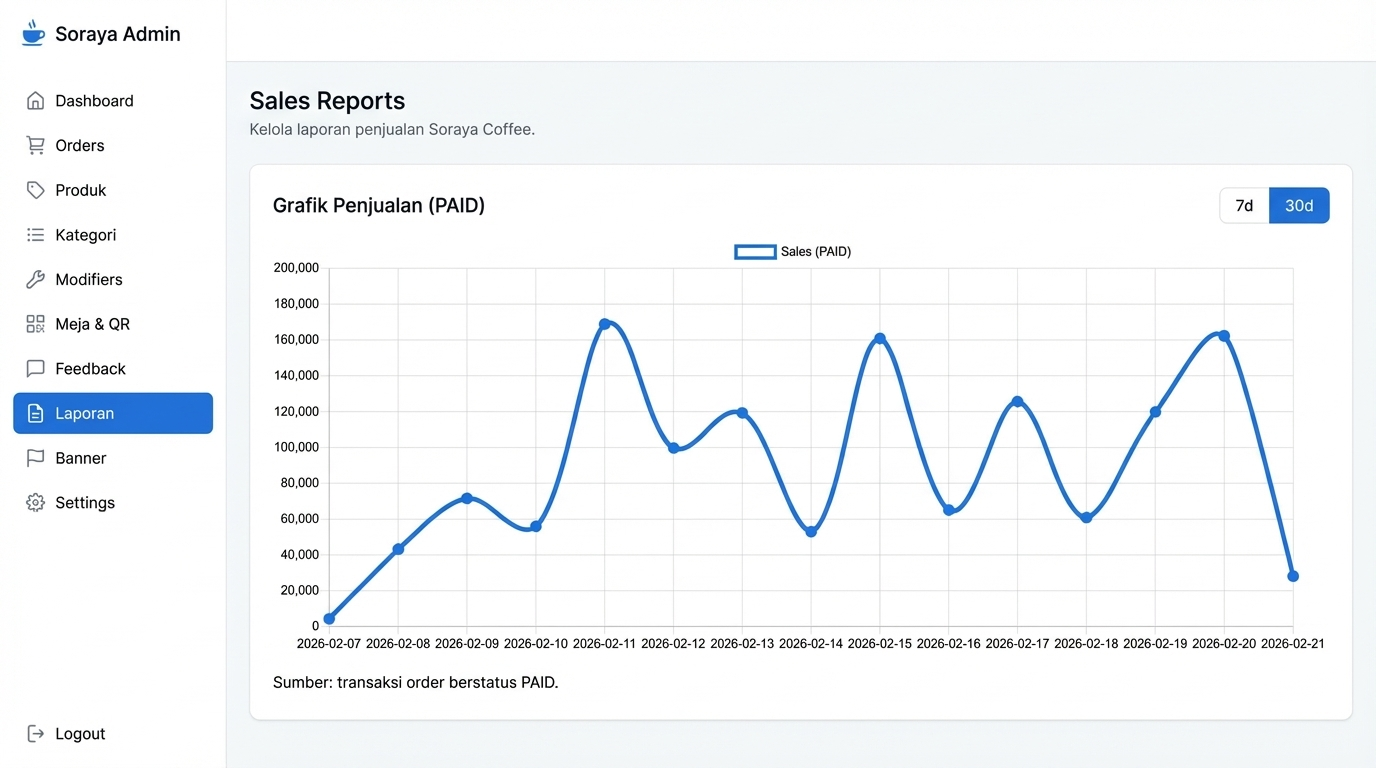 Soraya Admin
Dashboard
Orders
Produk
Kategori
Modifiers
Meja & QR
Feedback
Laporan
Banner
Settings
Logout
Sales Reports
Kelola laporan penjualan Soraya Coffee.
Grafik Penjualan (PAID)
7d 30d
Sales (PAID)
200,000
180,000
160,000
140,000
120,000
100,000
80,000
60,000
40,000
20,000
0
2026-02-07 2026-02-08 2026-02-09 2026-02-10 2026-02-11 2026-02-12 2026-02-13 2026-02-14 2026-02-15 2026-02-16 2026-02-17 2026-02-18 2026-02-19 2026-02-20 2026-02-21
Sumber: transaksi order berstatus PAID.